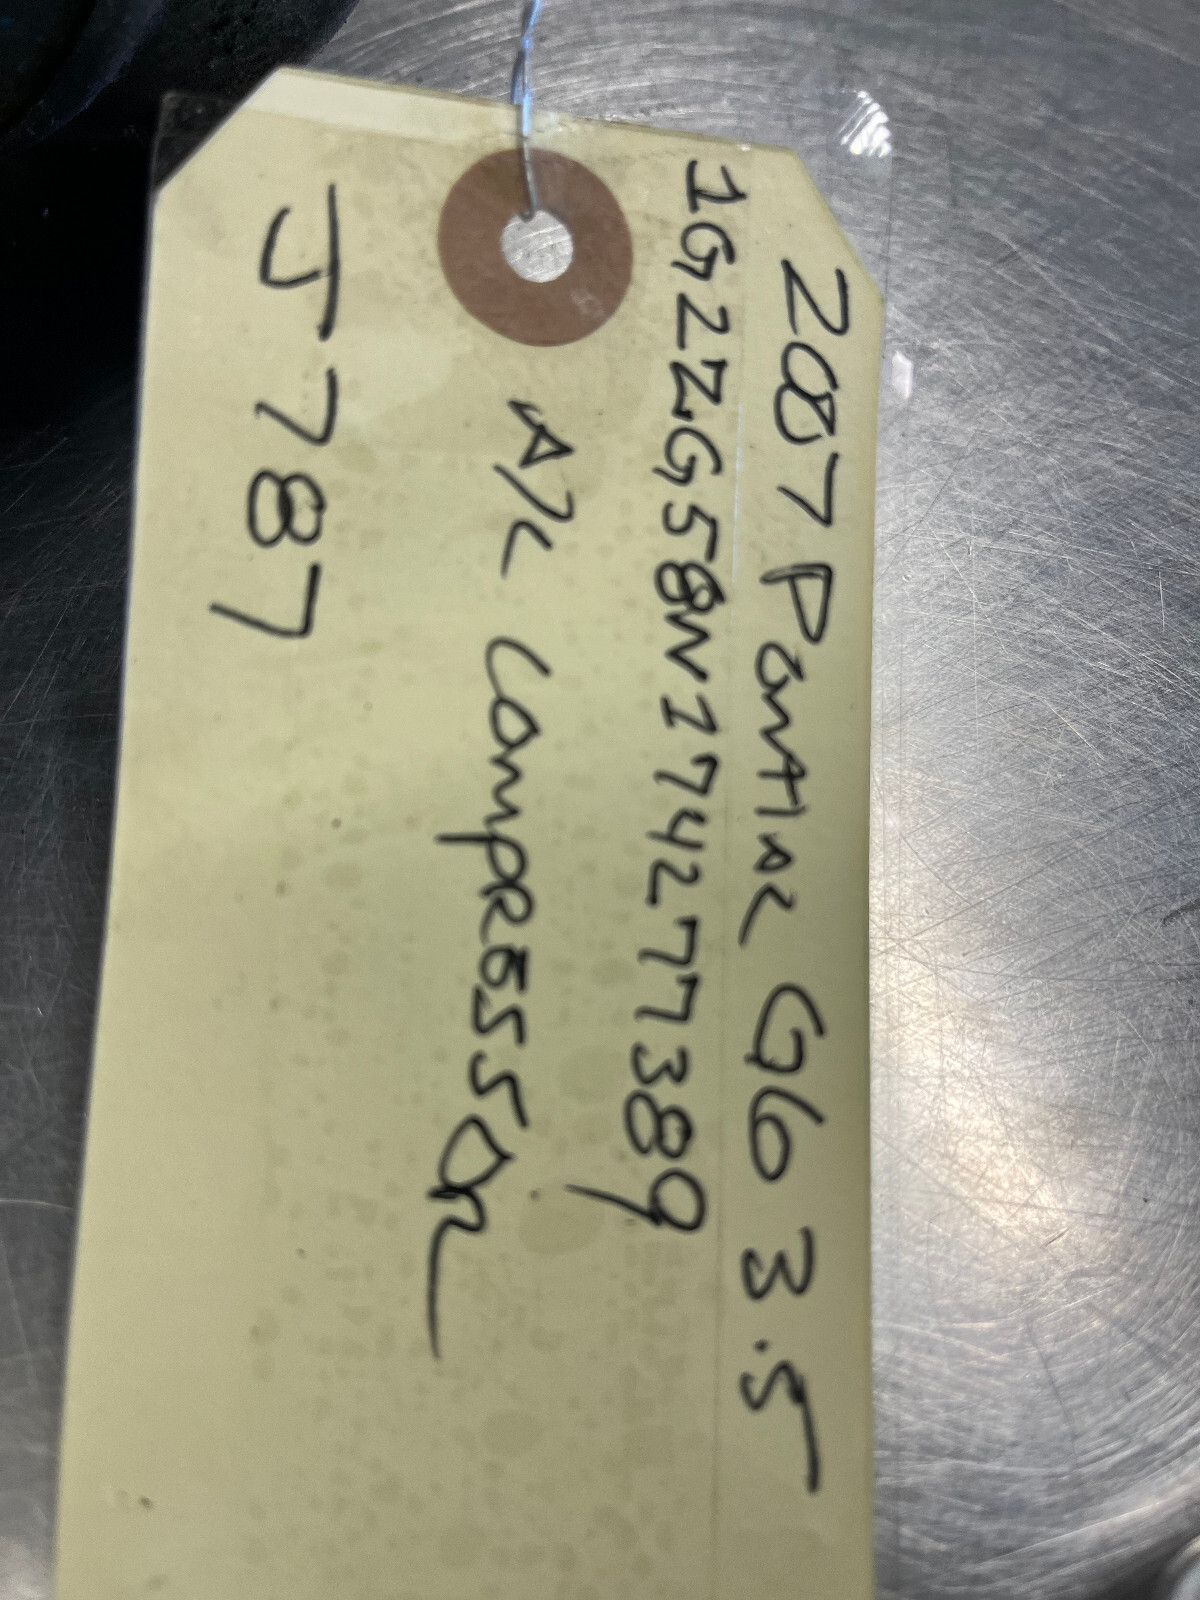 2007 PontiAc G6 3.5
1G2ZG58N174277389
A/C COMPRESSOR
J787